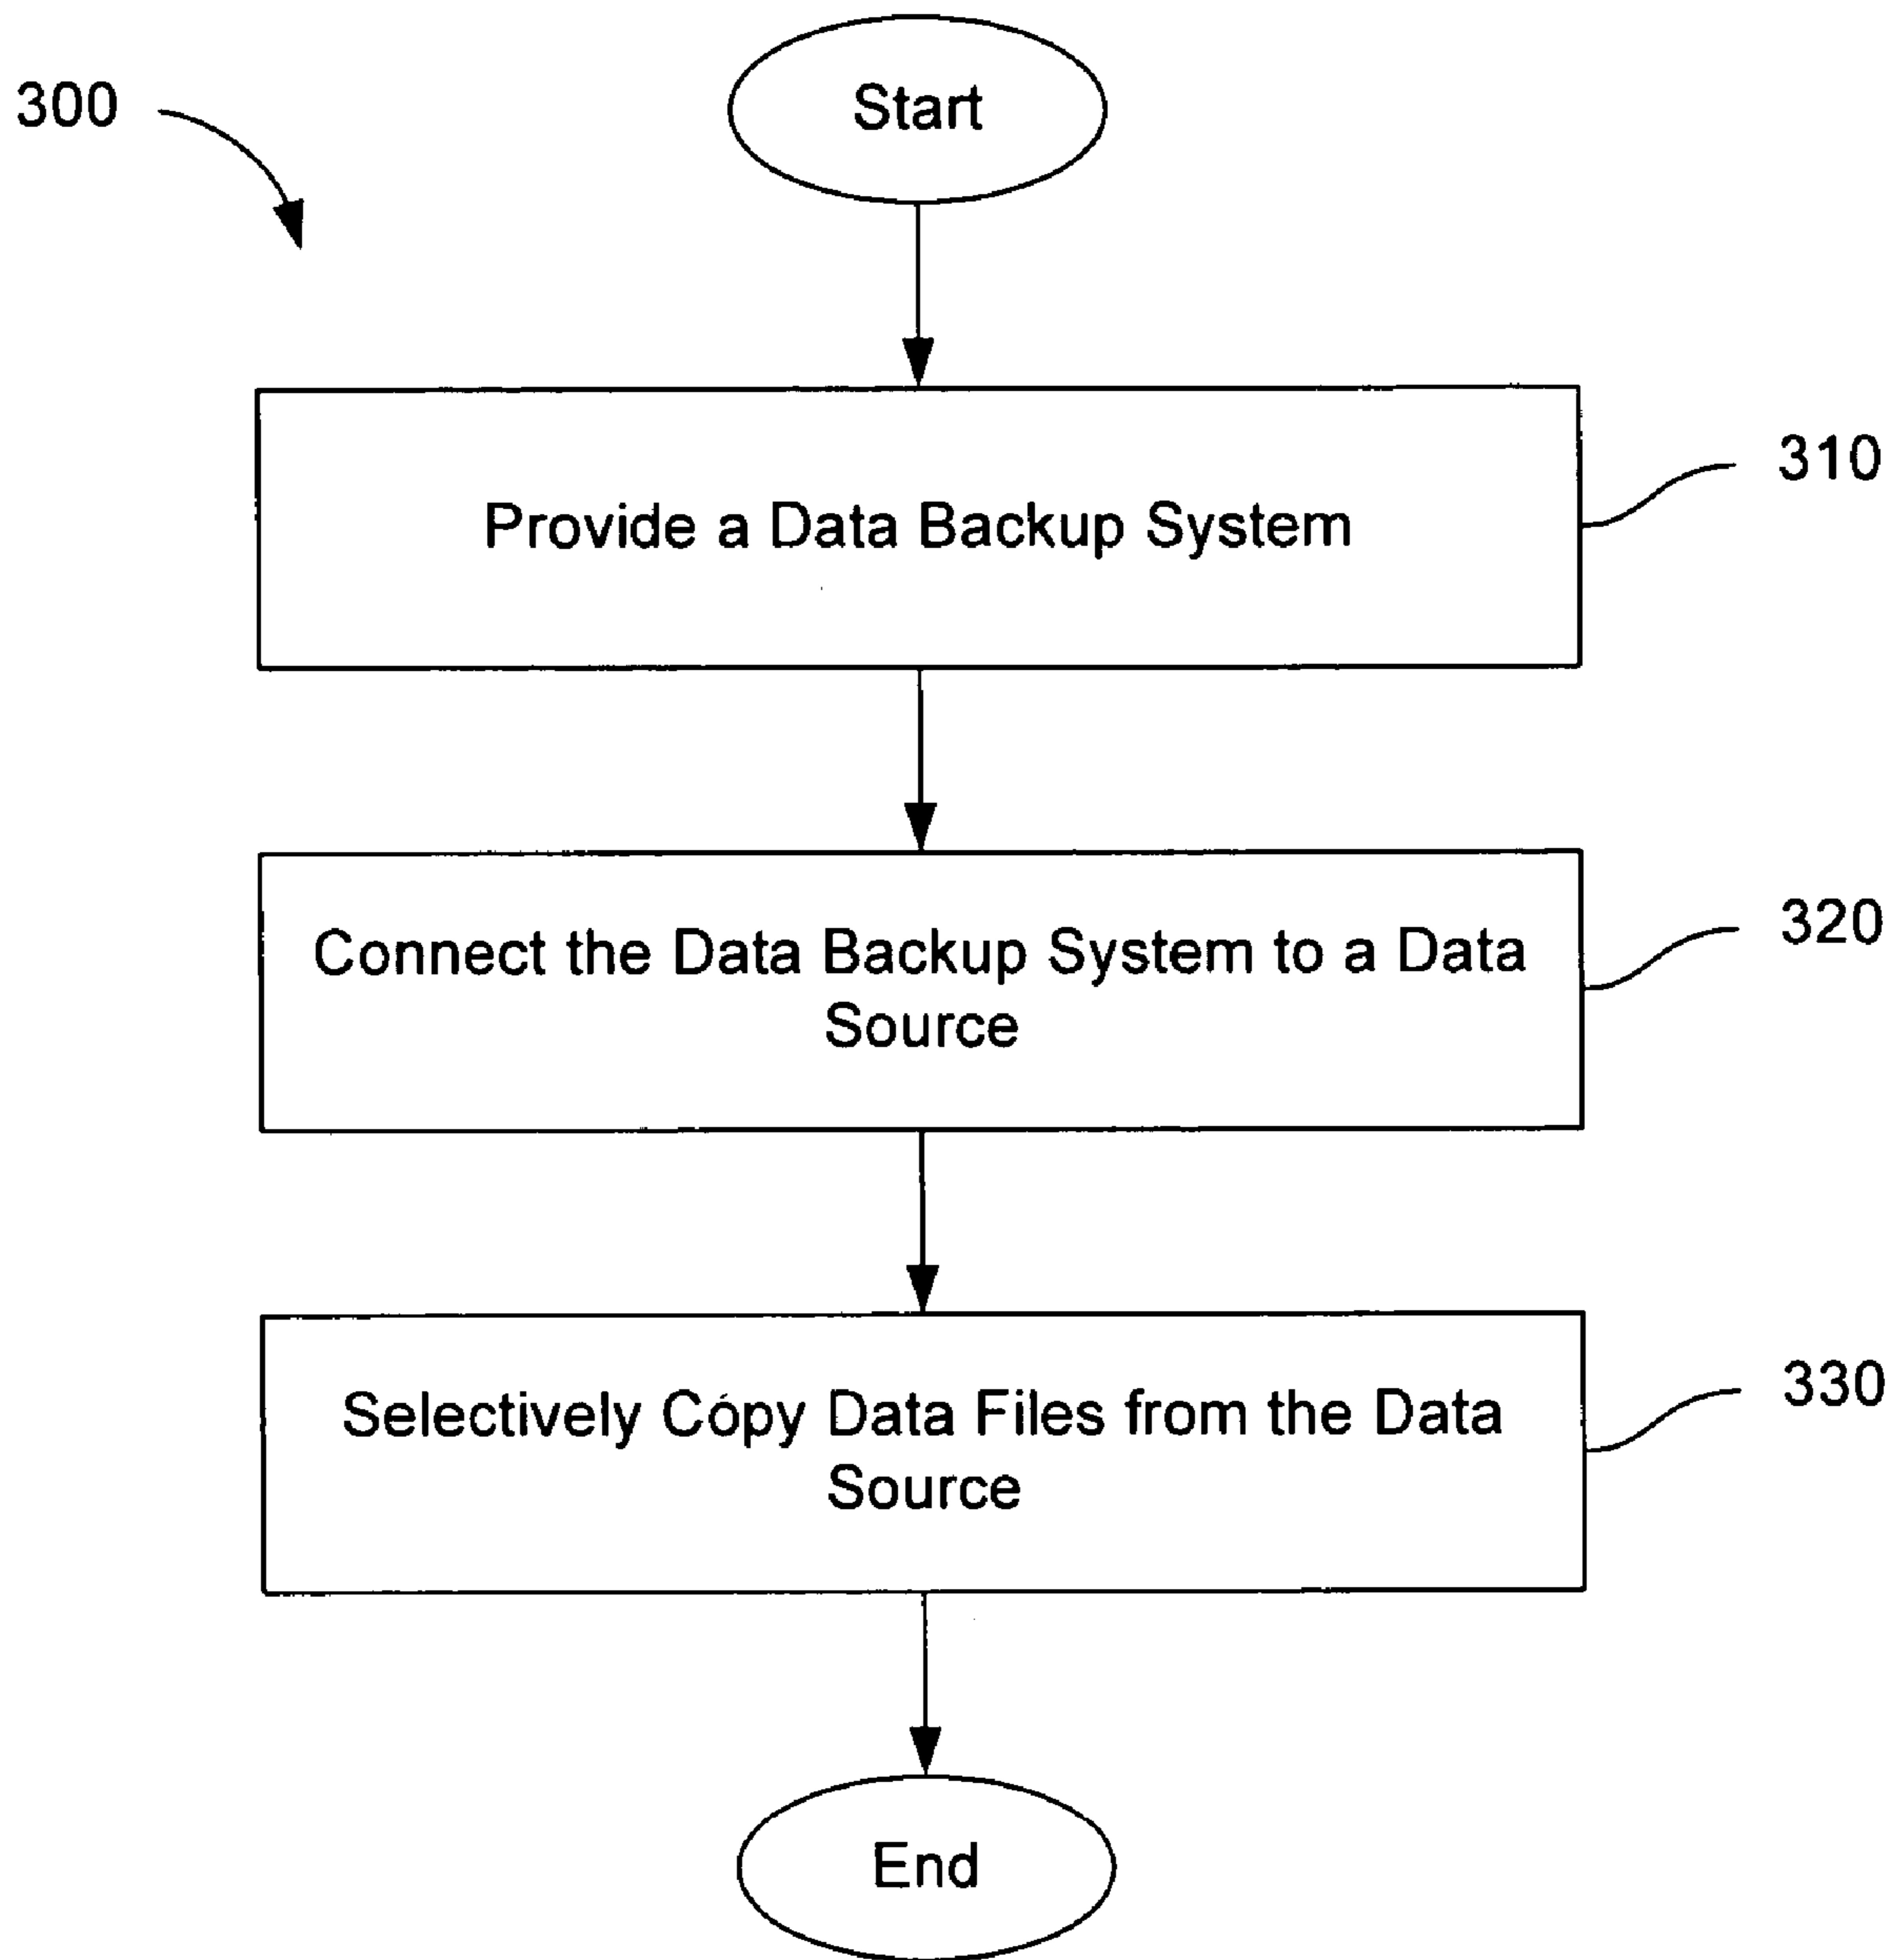 300
Start
Provide a Data Backup System
310
Connect the Data Backup System to a Data
Source
320
Selectively Copy Data Files from the Data
Source
330
End